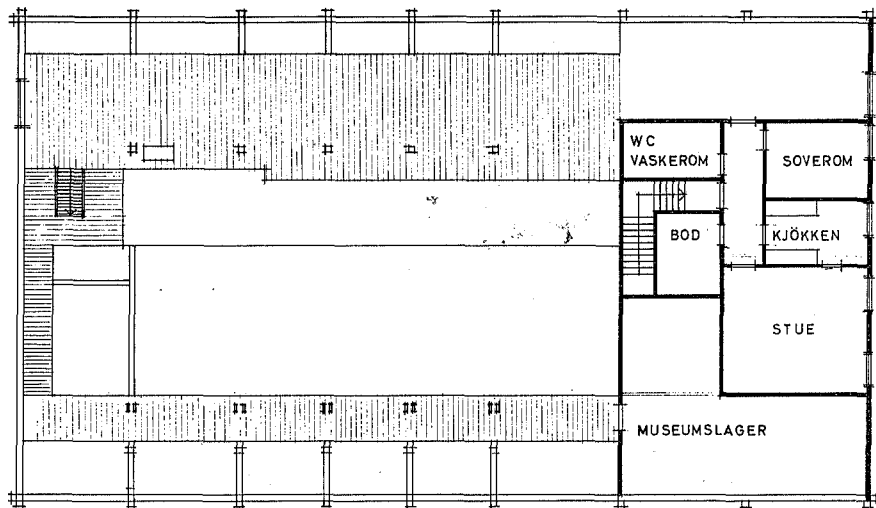 WC
VASKEROM
SOVEROM
BOD
KJÖKKEN
STUE
MUSEUMSLAGER